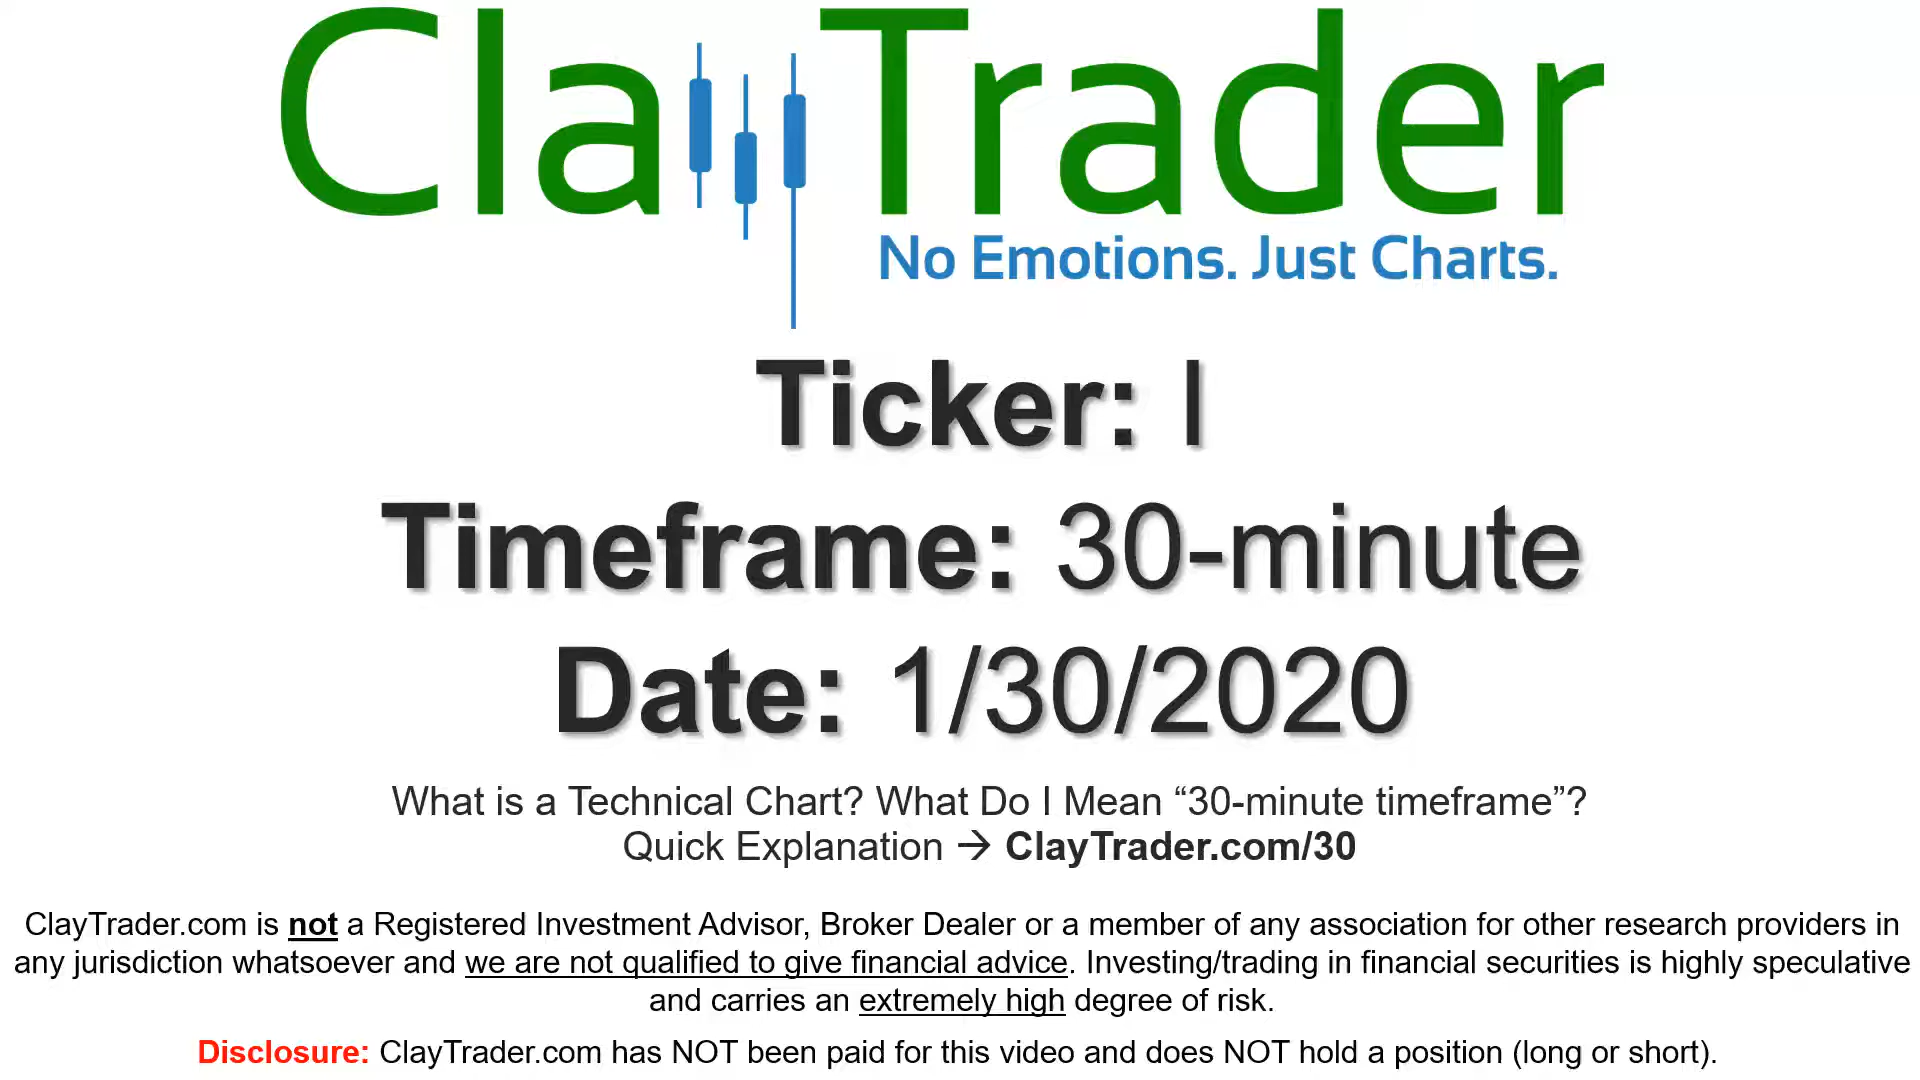 ClayTrader
No Emotions. Just Charts.
Ticker: I
Timeframe: 30-minute
Date: 1/30/2020
What is a Technical Chart? What Do I Mean “30-minute timeframe”?
Quick Explanation → ClayTrader.com/30
ClayTrader.com is not a Registered Investment Advisor, Broker Dealer or a member of any association for other research providers in
any jurisdiction whatsoever and we are not qualified to give financial advice. Investing/trading in financial securities is highly speculative
and carries an extremely high degree of risk.
Disclosure: ClayTrader.com has NOT been paid for this video and does NOT hold a position (long or short).